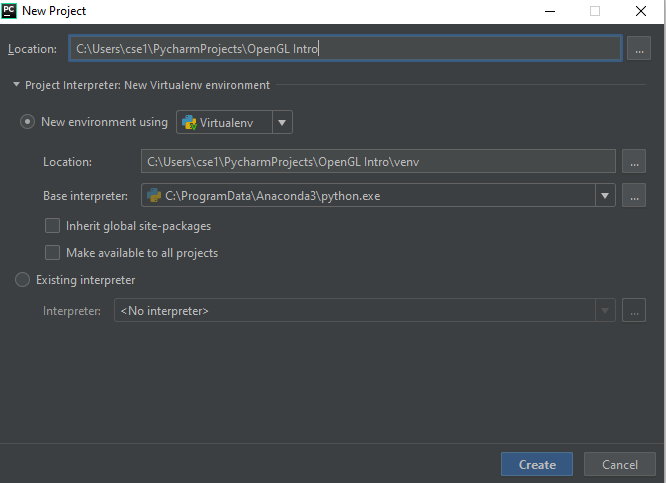 PC New Project
Location: C:\Users\cse1\PycharmProjects\OpenGL Intro ...
Project Interpreter: New Virtualenv environment
New environment using Virtualenv
Location: C:\Users\cse1\PycharmProjects\OpenGL Intro\venv ...
Base interpreter: C:\ProgramData\Anaconda3\python.exe ...
Inherit global site-packages
Make available to all projects
Existing interpreter
Interpreter: <No interpreter> ...
Create Cancel